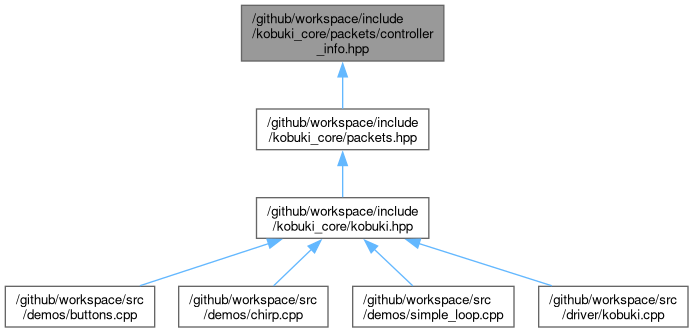 /github/workspace/include
/kobuki_core/packets/controller
_info.hpp
/github/workspace/include
/kobuki_core/packets.hpp
/github/workspace/include
/kobuki_core/kobuki.hpp
/github/workspace/src
/demos/buttons.cpp
/github/workspace/src
/demos/chirp.cpp
/github/workspace/src
/demos/simple_loop.cpp
/github/workspace/src
/driver/kobuki.cpp